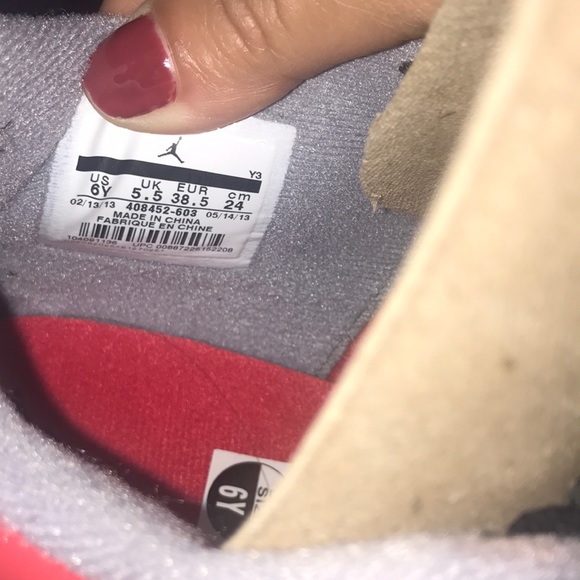 Y3
US UK EUR cm
6Y 5.5 38.5 24
02/13/13 408452-603 05/14/13
MADE IN CHINA
FABRIQUE EN CHINE
UPC
6Y